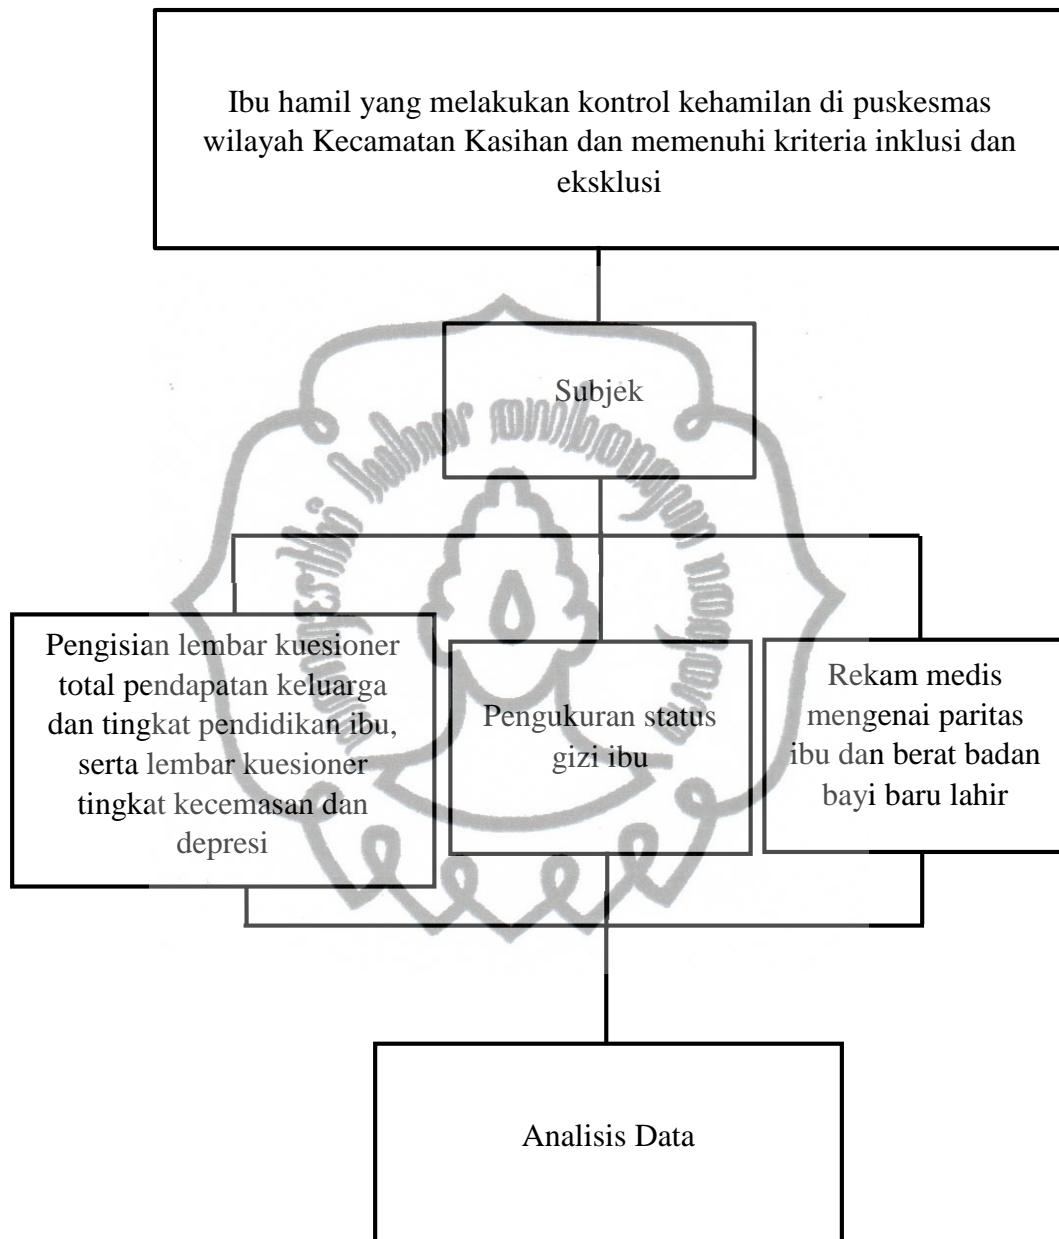 Ibu hamil yang melakukan kontrol kehamilan di puskesmas
wilayah Kecamatan Kasihan dan memenuhi kriteria inklusi dan
eksklusi
Subjek
Pengisian lembar kuesioner
total pendapatan keluarga
dan tingkat pendidikan ibu,
serta lembar kuesioner
tingkat kecemasan dan
depresi
Pengukuran status
gizi ibu
Rekam medis
mengenai paritas
ibu dan berat badan
bayi baru lahir
Analisis Data